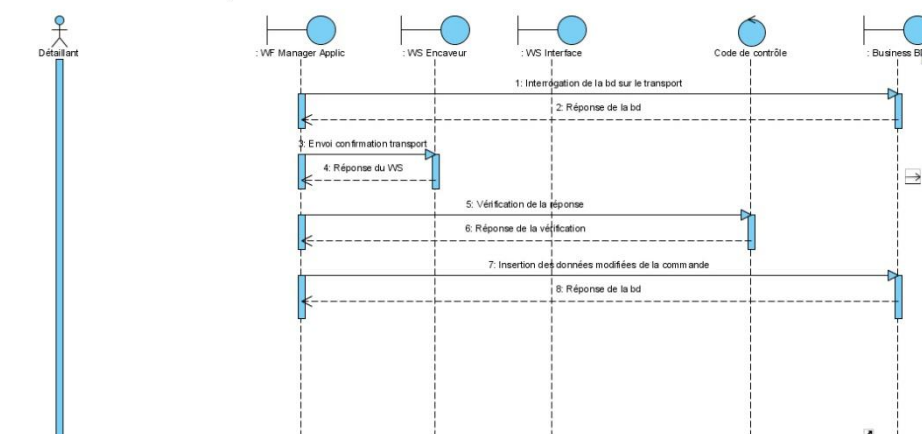 Détaillant
: WF Manager Applic
: WS Encaveur
: WS Interface
Code de contrôle
: Business
1: Interrogation de la bd sur le transport
2: Réponse de la bd
3: Envoi confirmation transport
4: Réponse du WS
5: Vérification de la réponse
6: Réponse de la vérification
7: Insertion des données modifiées de la commande
8: Réponse de la bd